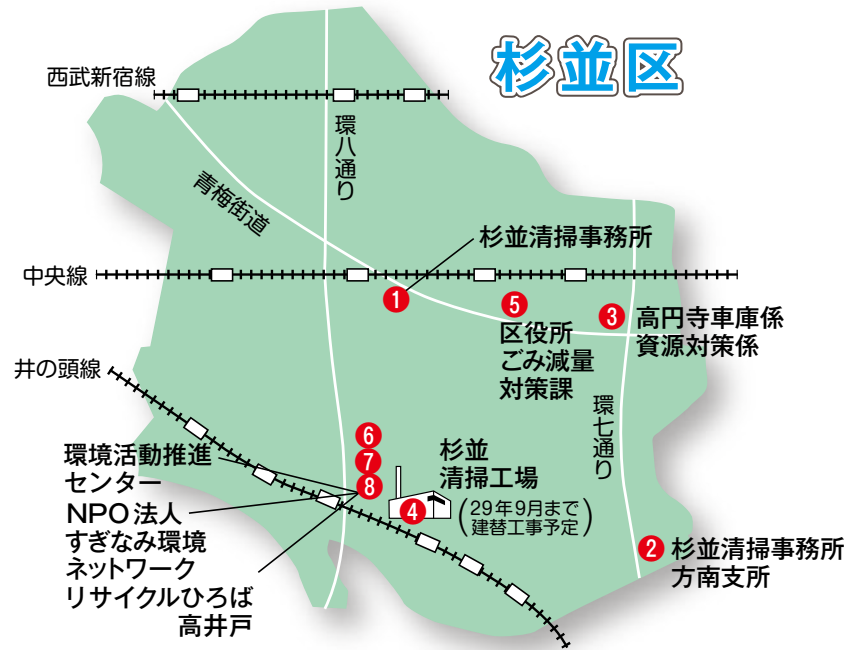 杉並区
西武新宿線
環八通り
青梅街道
杉並清掃事務所
中央線
1
5
3
高円寺車庫係
資源対策係
区役所
ごみ減量
対策課
井の頭線
環七通り
6
7
8
環境活動推進
センター
NPO法人
すぎなみ環境
ネットワーク
リサイクルひろば
高井戸
杉並
清掃工場
(29年9月まで
建替工事予定)
4
2
杉並清掃事務所
方南支所